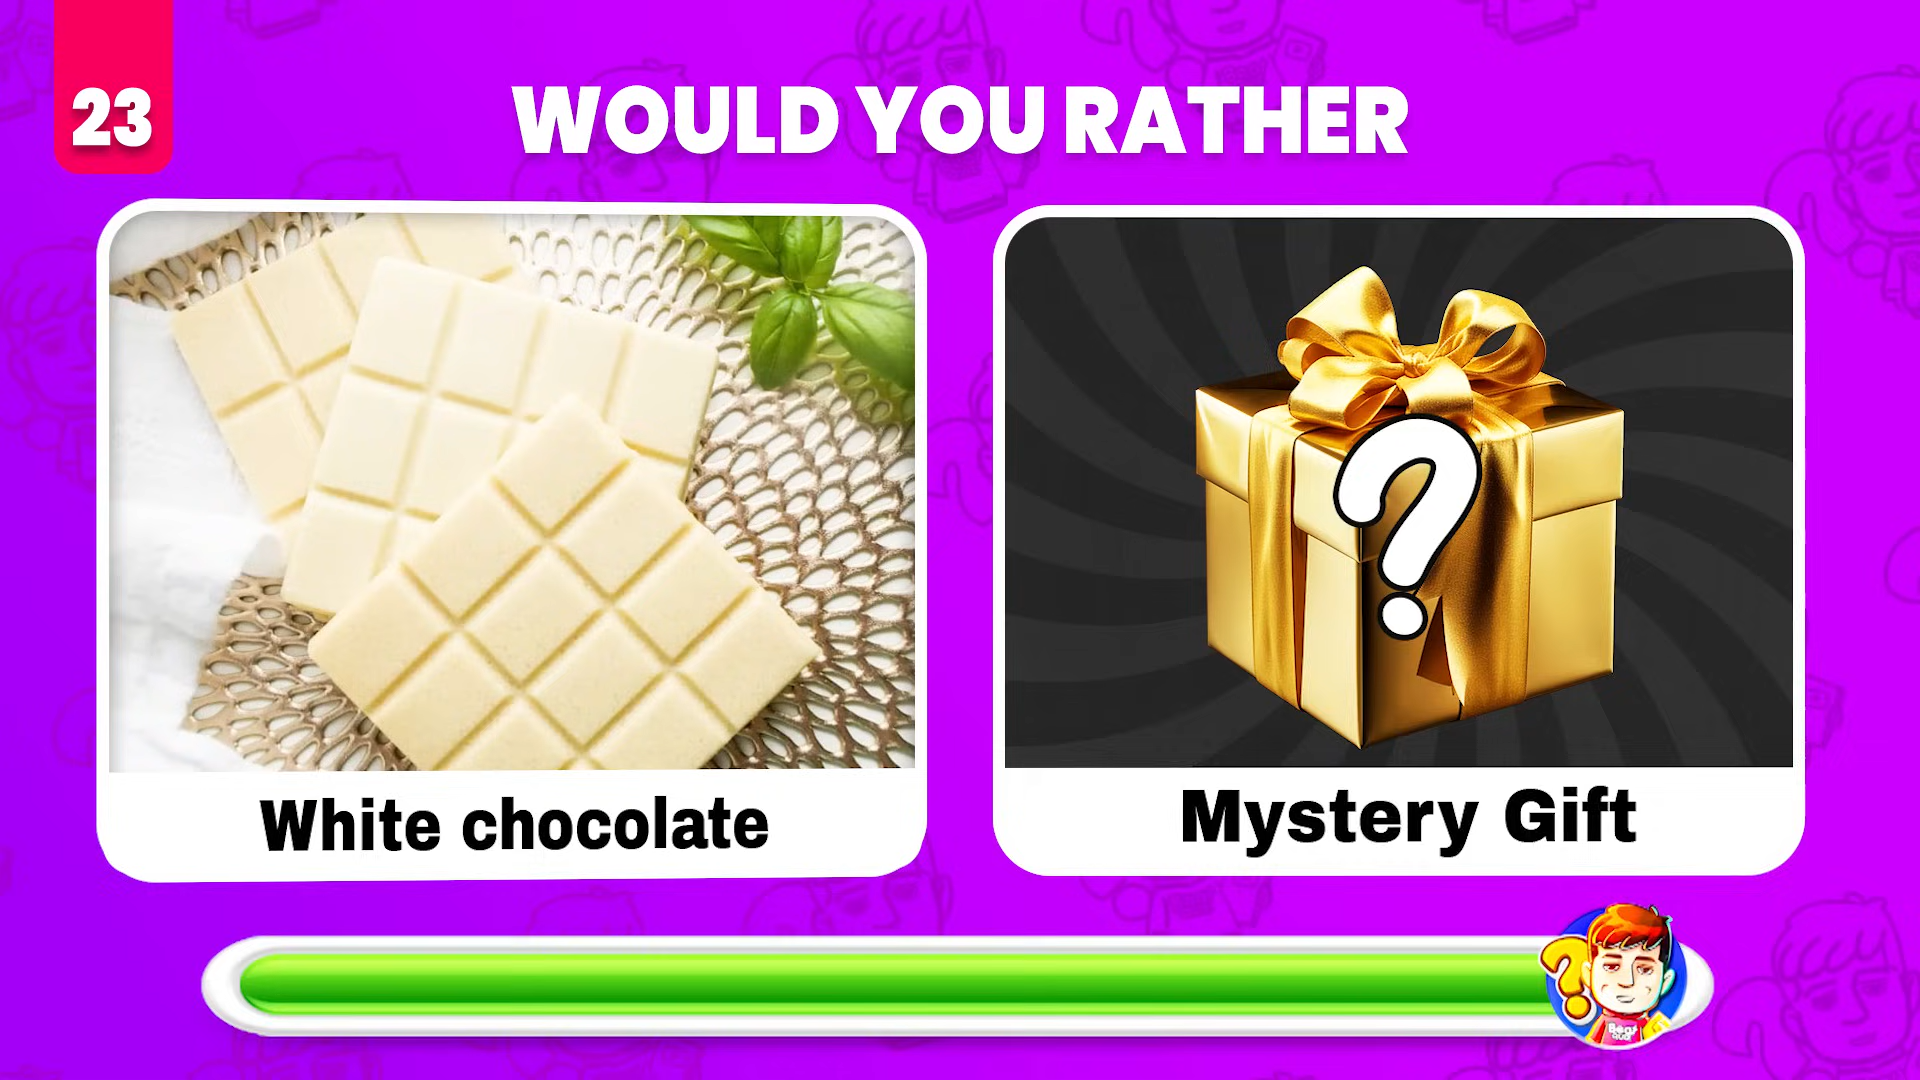 23
WOULD YOU RATHER
?
White chocolate
Mystery Gift
?